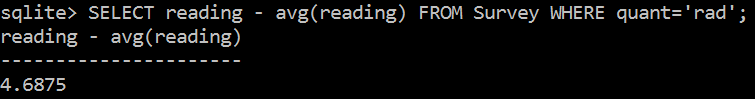 sqlite> SELECT reading - avg(reading) FROM Survey WHERE quant='rad';
reading - avg(reading)
----------------------
4.6875